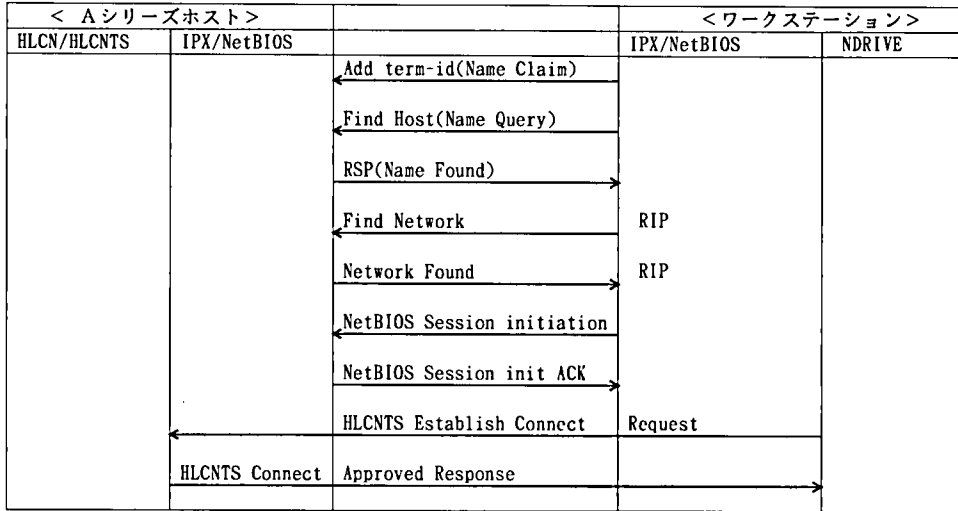 < Aシリーズホスト> <ワークステーション>
HLCN/HLCNTS IPX/NetBIOS IPX/NetBIOS NDRIVE
Add term-id(Name Claim)
Find Host(Name Query)
RSP(Name Found)
Find Network RIP
Network Found RIP
NetBIOS Session initiation
NetBIOS Session init ACK
HLCNTS Establish Connect Request
HLCNTS Connect Approved Response